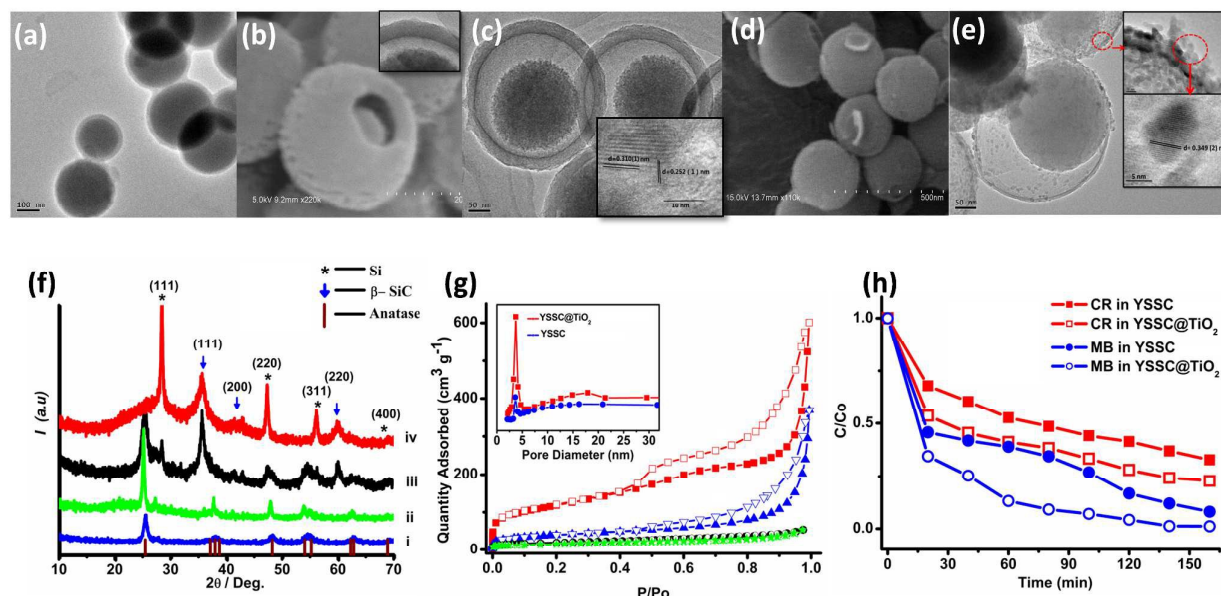 (a)
100 nm
(b)
5.0kV 9.2mm x220k
20
(c)
d=0.310(1) nm
d=0.252 ( 1 ) nm
10 nm
50 nm
(d)
15.0kV 13.7mm x110k
500nm
(e)
d= 0.349 (2) n
5 nm
50 nm
(f)
* Si
β– SiC
Anatase
(111)
*
(111)
(200)
(220)
*
(311)
*
(220)
(400)
*
iv
iii
ii
i
I (a.u)
10 20 30 40 50 60 70
2θ / Deg.
(g)
YSSC@TiO₂
YSSC
0 5 10 15 20 25 30
Pore Diameter (nm)
Quantity Adsorbed (cm³ g⁻¹)
600
400
200
0
0.0 0.2 0.4 0.6 0.8 1.0
P/Po
(h)
CR in YSSC
CR in YSSC@TiO₂
MB in YSSC
MB in YSSC@TiO₂
C/Co
1.0
0.5
0.0
0 30 60 90 120 150
Time (min)